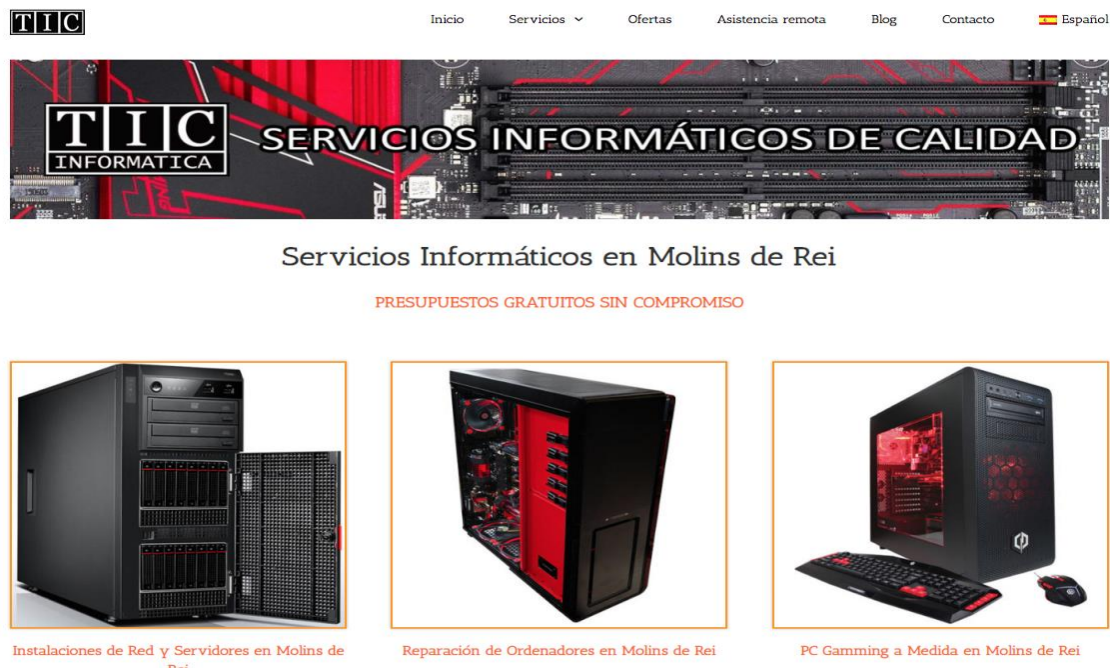 TIC
Inicio Servicios Ofertas Asistencia remota Blog Contacto Español
TIC
INFORMATICA
SERVICIOS INFORMÁTICOS DE CALIDAD
ASUS
Servicios Informáticos en Molins de Rei
PRESUPUESTOS GRATUITOS SIN COMPROMISO
Instalaciones de Red y Servidores en Molins de
Rei
Reparación de Ordenadores en Molins de Rei
PC Gamming a Medida en Molins de Rei